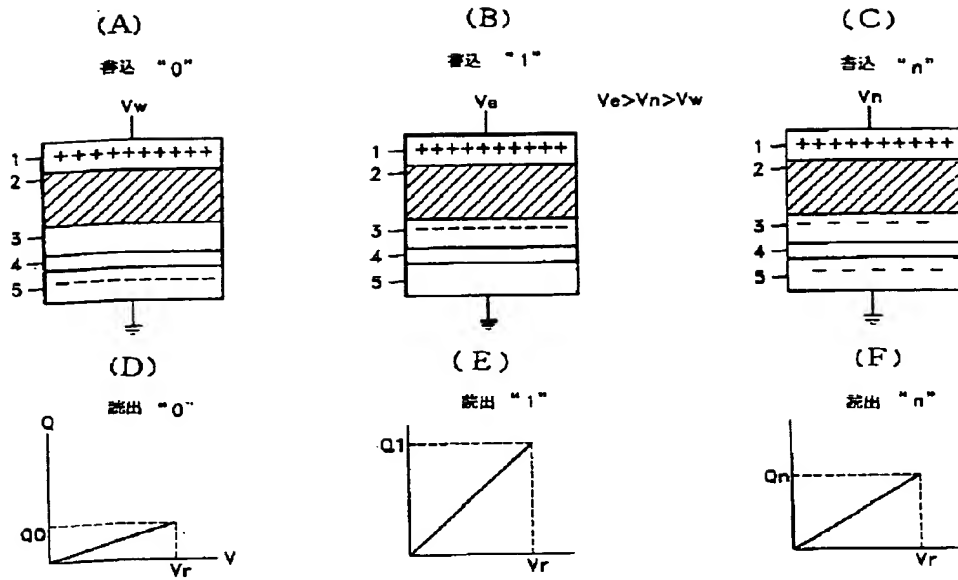 (A)
書込 "0"
Vw
+++++++++++
1
2
3
4
5
(B)
書込 "1"
Ve
Ve>Vn>Vw
++++++++++
1
2
3
4
5
(C)
書込 "n"
Vn
++++++++++
1
2
3
4
5
(D)
読出 "0"
Q
Q0
Vr
V
(E)
読出 "1"
Q1
Vr
(F)
読出 "n"
Qn
Vr